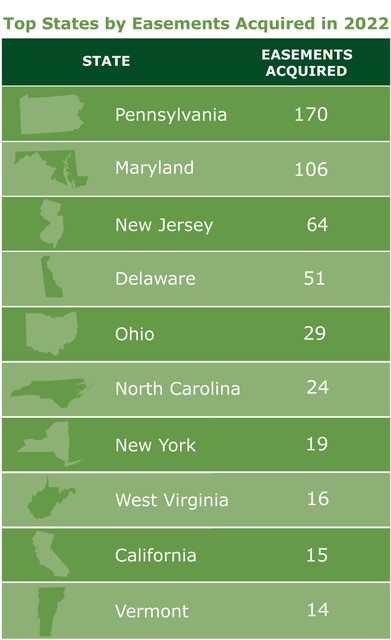 Top States by Easements Acquired in 2022
STATE EASEMENTS ACQUIRED
Pennsylvania 170
Maryland 106
New Jersey 64
Delaware 51
Ohio 29
North Carolina 24
New York 19
West Virginia 16
California 15
Vermont 14